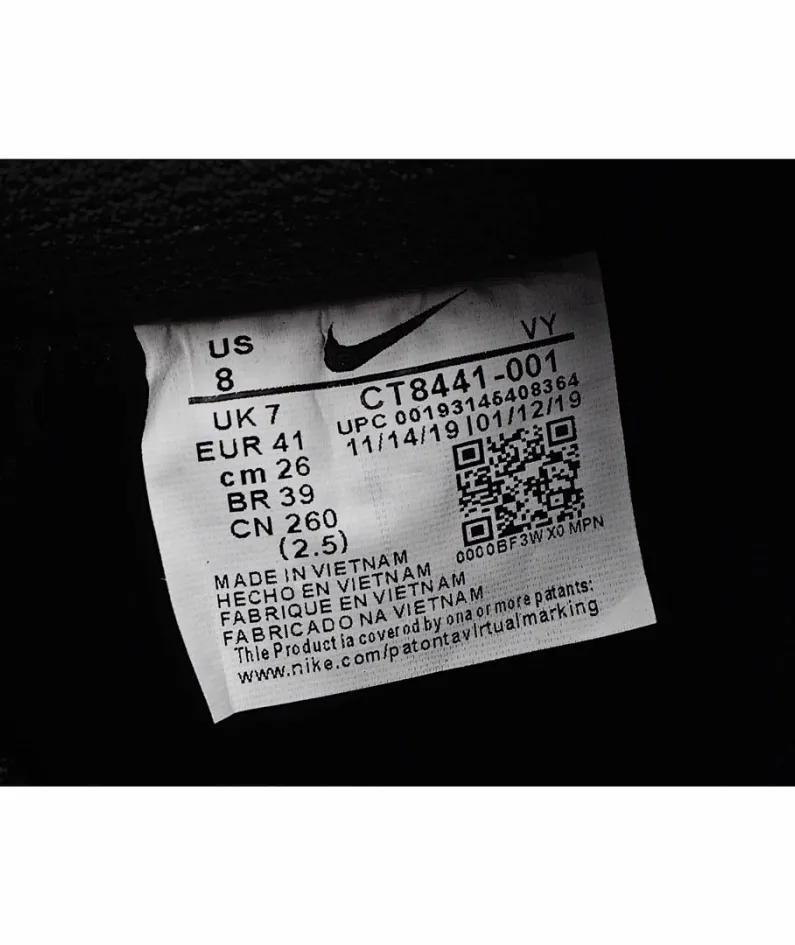 US
8
VY
UK 7
EUR 41
cm 26
BR 39
CN 260
(2.5)
CT8441-001
UPC 00193145408364
11/14/19 |01/12/19
0000BF3WX0 MPN
MADE IN VIETNAM
HECHO EN VIETNAM
FABRIQUE EN VIETNAM
FABRICADO NA VIETNAM
Thle Product ia covered by ona or more patants:
www.nike.com/patontavirtualmarking